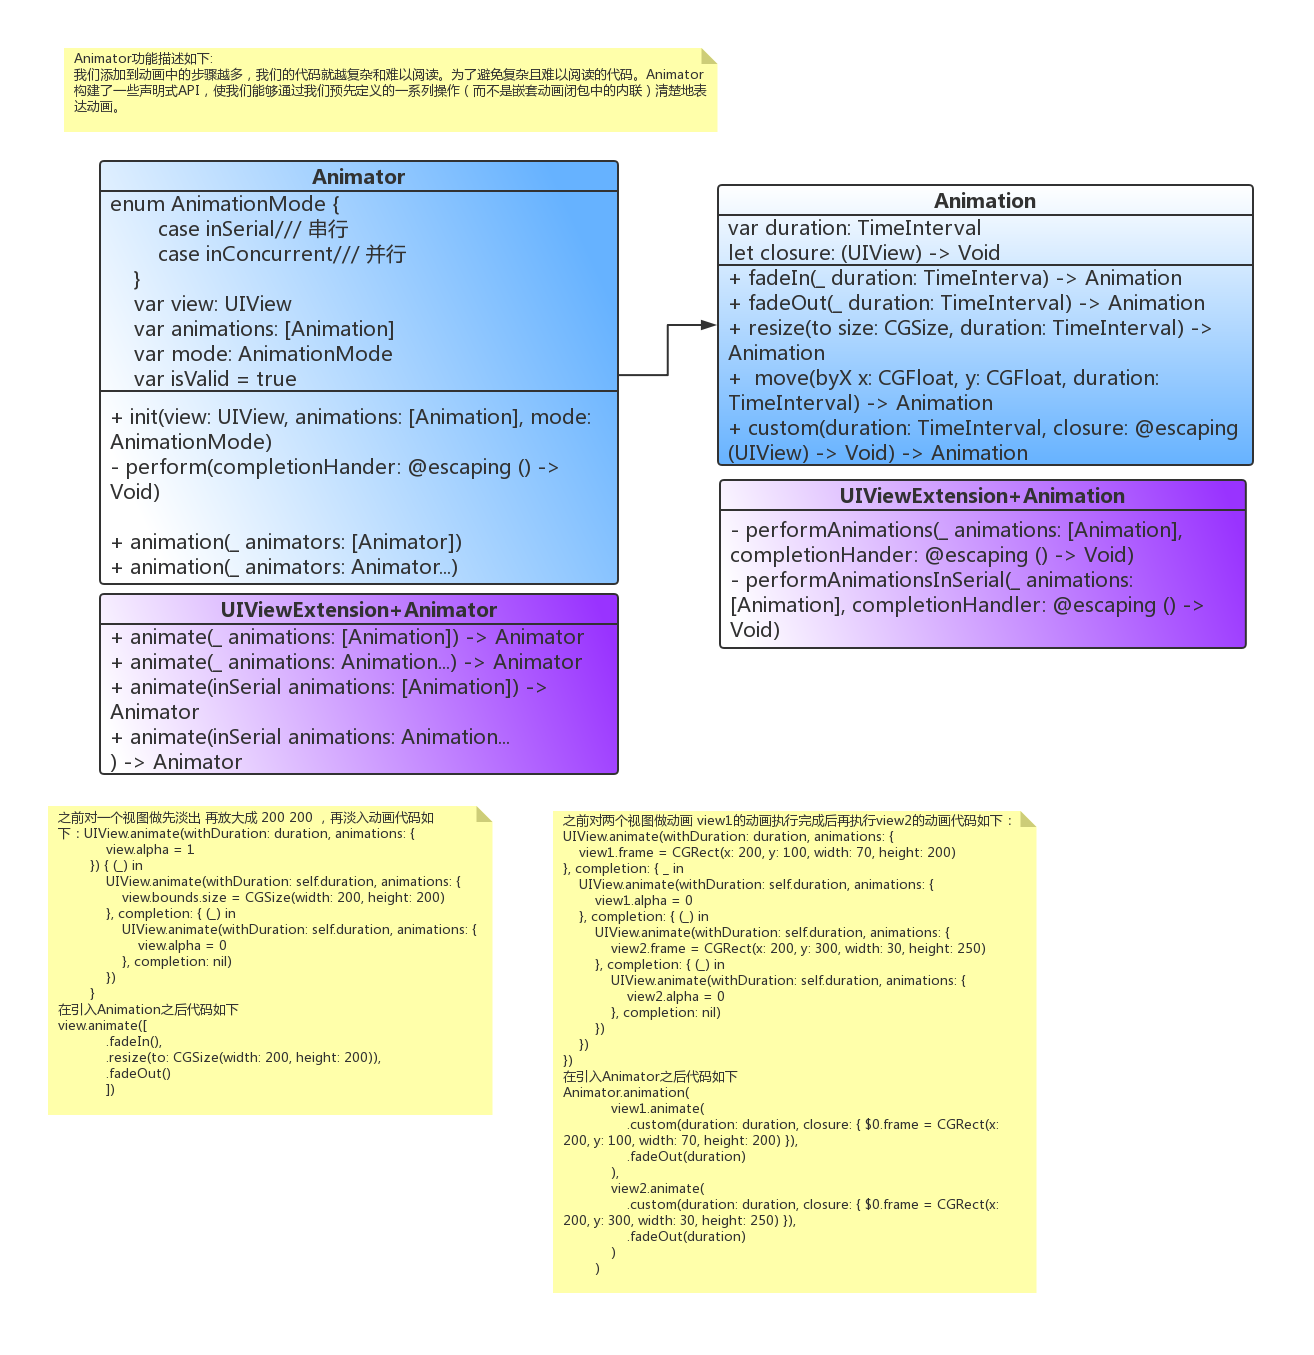 Animator功能描述如下:
我们添加到动画中的步骤越多，我们的代码就越复杂和难以阅读。为了避免复杂且难以阅读的代码。Animator
构建了一些声明式API，使我们能够通过我们预先定义的一系列操作（而不是嵌套动画闭包中的内联）清楚地表
达动画。
Animator
enum AnimationMode {
case inSerial/// 串行
case inConcurrent/// 并行
}
var view: UIView
var animations: [Animation]
var mode: AnimationMode
var isValid = true
+ init(view: UIView, animations: [Animation], mode:
AnimationMode)
- perform(completionHander: @escaping () ->
Void)
+ animation(_ animators: [Animator])
+ animation(_ animators: Animator...)
Animation
var duration: TimeInterval
let closure: (UIView) -> Void
+ fadeIn(_ duration: TimeInterva) -> Animation
+ fadeOut(_ duration: TimeInterval) -> Animation
+ resize(to size: CGSize, duration: TimeInterval) ->
Animation
+  move(byX x: CGFloat, y: CGFloat, duration:
TimeInterval) -> Animation
+ custom(duration: TimeInterval, closure: @escaping
(UIView) -> Void) -> Animation
UIViewExtension+Animation
- performAnimations(_ animations: [Animation],
completionHander: @escaping () -> Void)
- performAnimationsInSerial(_ animations:
[Animation], completionHandler: @escaping () ->
Void)
UIViewExtension+Animator
+ animate(_ animations: [Animation]) -> Animator
+ animate(_ animations: Animation...) -> Animator
+ animate(inSerial animations: [Animation]) ->
Animator
+ animate(inSerial animations: Animation...
) -> Animator
之前对一个视图做先淡出 再放大成 200 200 ，再淡入动画代码如
下：UIView.animate(withDuration: duration, animations: {
view.alpha = 1
}) { (_) in
UIView.animate(withDuration: self.duration, animations: {
view.bounds.size = CGSize(width: 200, height: 200)
}, completion: { (_) in
UIView.animate(withDuration: self.duration, animations: {
view.alpha = 0
}, completion: nil)
})
}
在引入Animation之后代码如下
view.animate([
.fadeIn(),
.resize(to: CGSize(width: 200, height: 200)),
.fadeOut()
])
之前对两个视图做动画 view1的动画执行完成后再执行view2的动画代码如下：
UIView.animate(withDuration: duration, animations: {
view1.frame = CGRect(x: 200, y: 100, width: 70, height: 200)
}, completion: { _ in
UIView.animate(withDuration: self.duration, animations: {
view1.alpha = 0
}, completion: { (_) in
UIView.animate(withDuration: self.duration, animations: {
view2.frame = CGRect(x: 200, y: 300, width: 30, height: 250)
}, completion: { (_) in
UIView.animate(withDuration: self.duration, animations: {
view2.alpha = 0
}, completion: nil)
})
})
})
在引入Animator之后代码如下
Animator.animation(
view1.animate(
.custom(duration: duration, closure: { $0.frame = CGRect(x:
200, y: 100, width: 70, height: 200) }),
.fadeOut(duration)
),
view2.animate(
.custom(duration: duration, closure: { $0.frame = CGRect(x:
200, y: 300, width: 30, height: 250) }),
.fadeOut(duration)
)
)